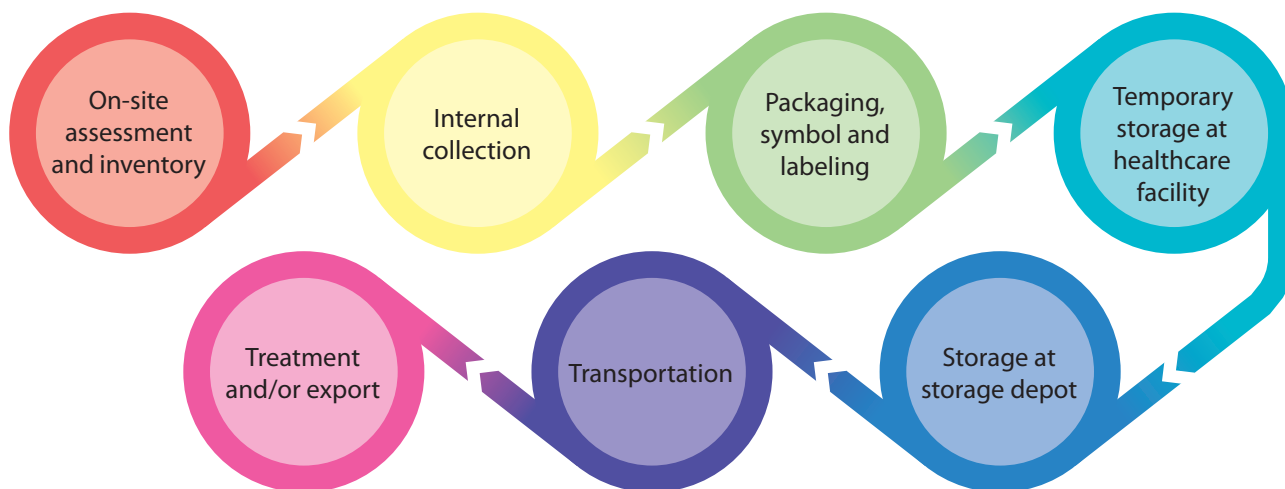 On-site
assessment
and inventory
Internal
collection
Packaging,
symbol and
labeling
Temporary
storage at
healthcare
facility
Storage at
storage depot
Transportation
Treatment
and/or export